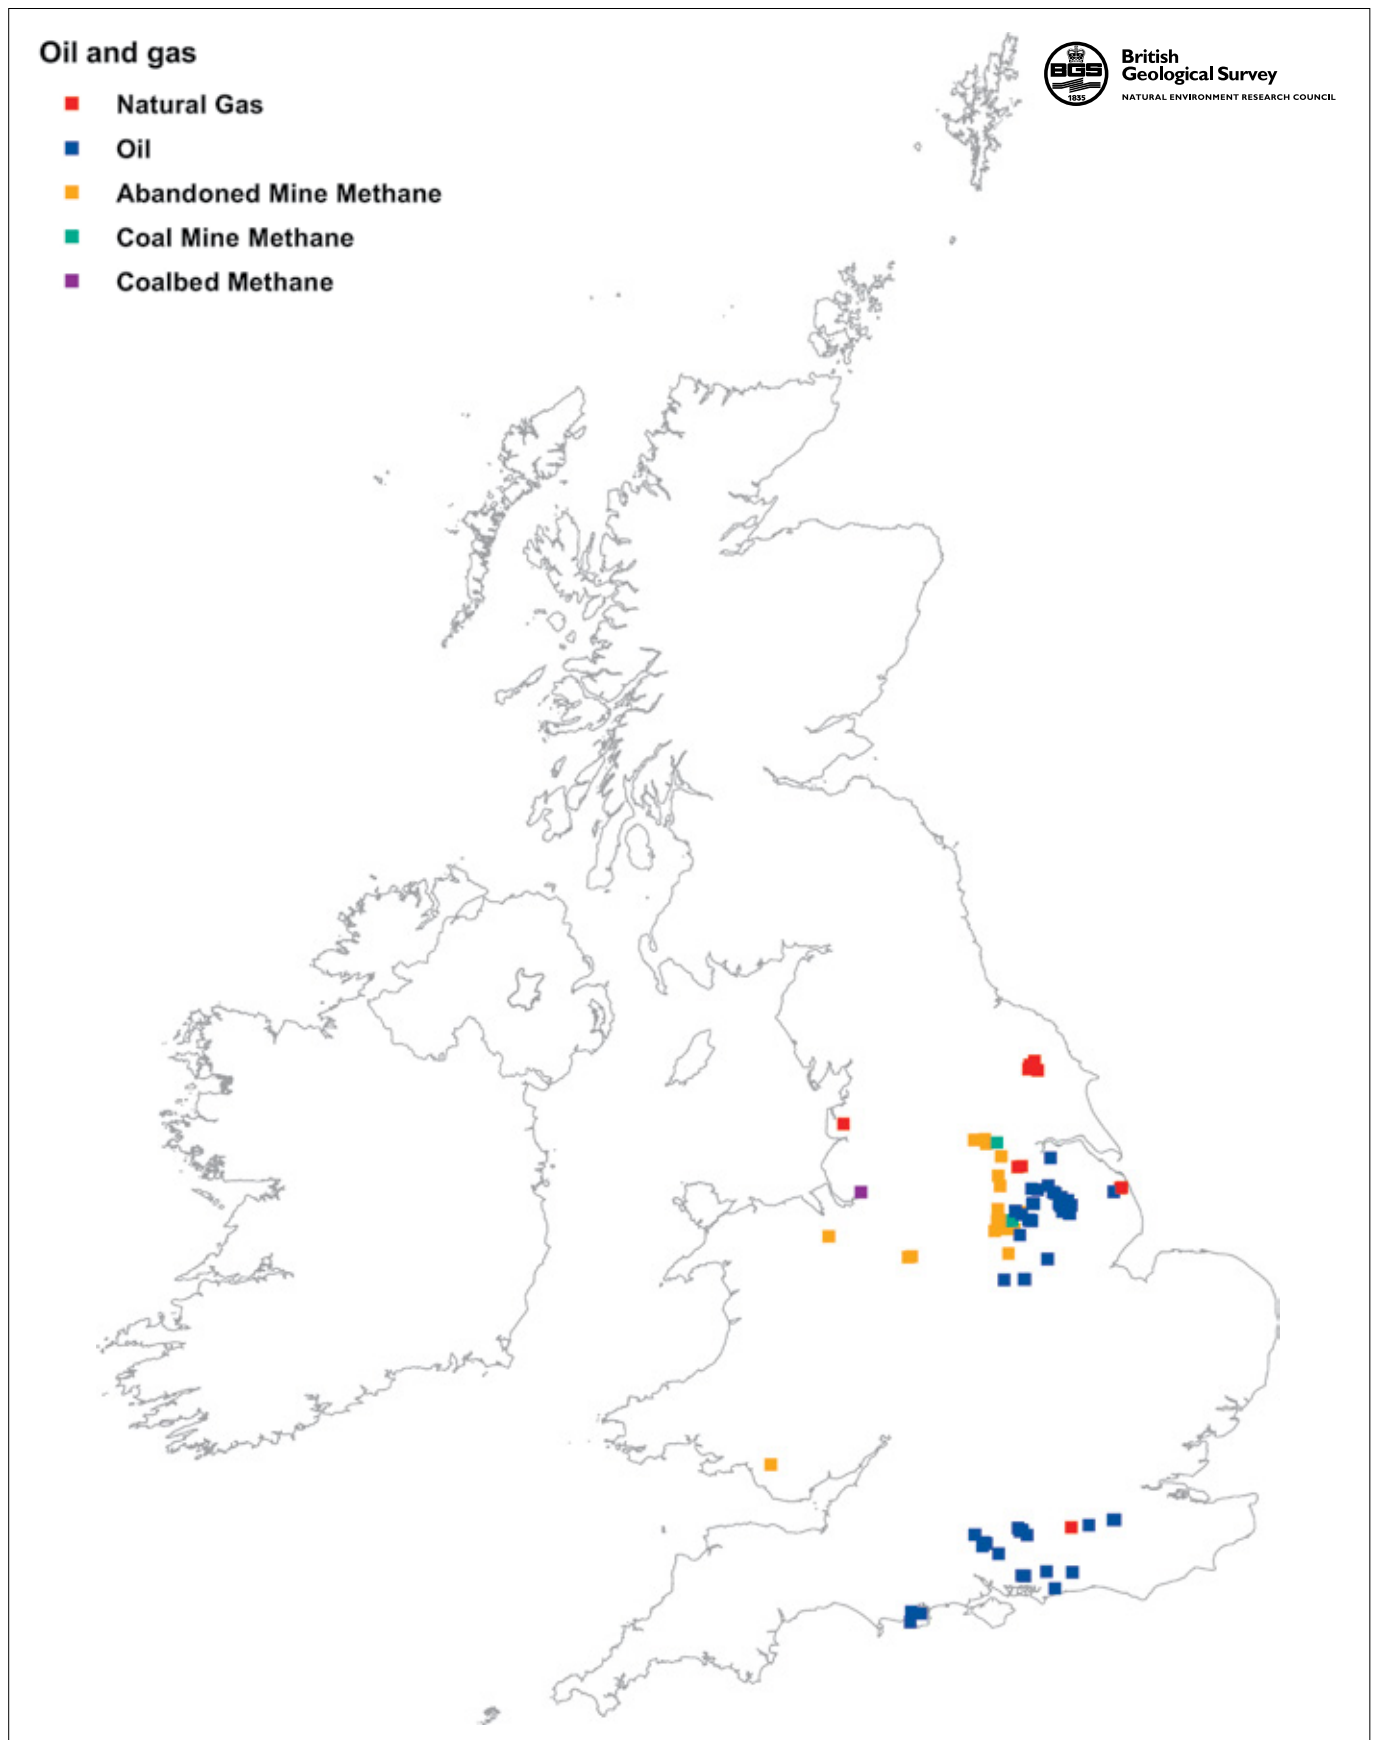 Oil and gas
Natural Gas
Oil
Abandoned Mine Methane
Coal Mine Methane
Coalbed Methane
BGS
1835
British
Geological Survey
NATURAL ENVIRONMENT RESEARCH COUNCIL